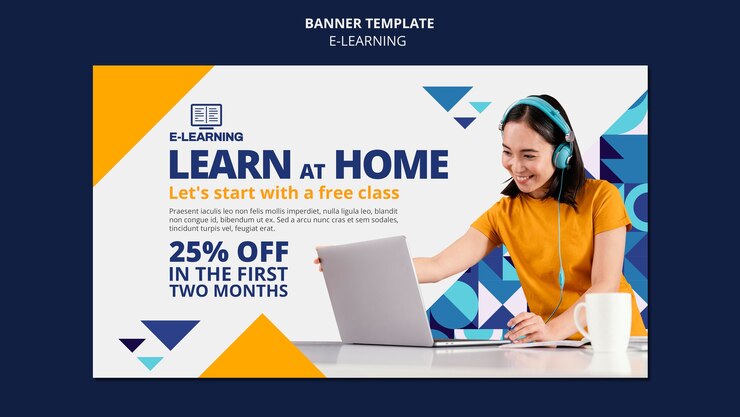 BANNER TEMPLATE
E-LEARNING
E-LEARNING
LEARN AT HOME
Let's start with a free class
Praesent iaculis leo non felis mollis imperdiet, nulla ligula leo, blandit
non congue id, bibendum ut ex. Sed a arcu nunc cras et sem sodales,
tincidunt turpis vel, feugiat erat.
25% OFF
IN THE FIRST
TWO MONTHS